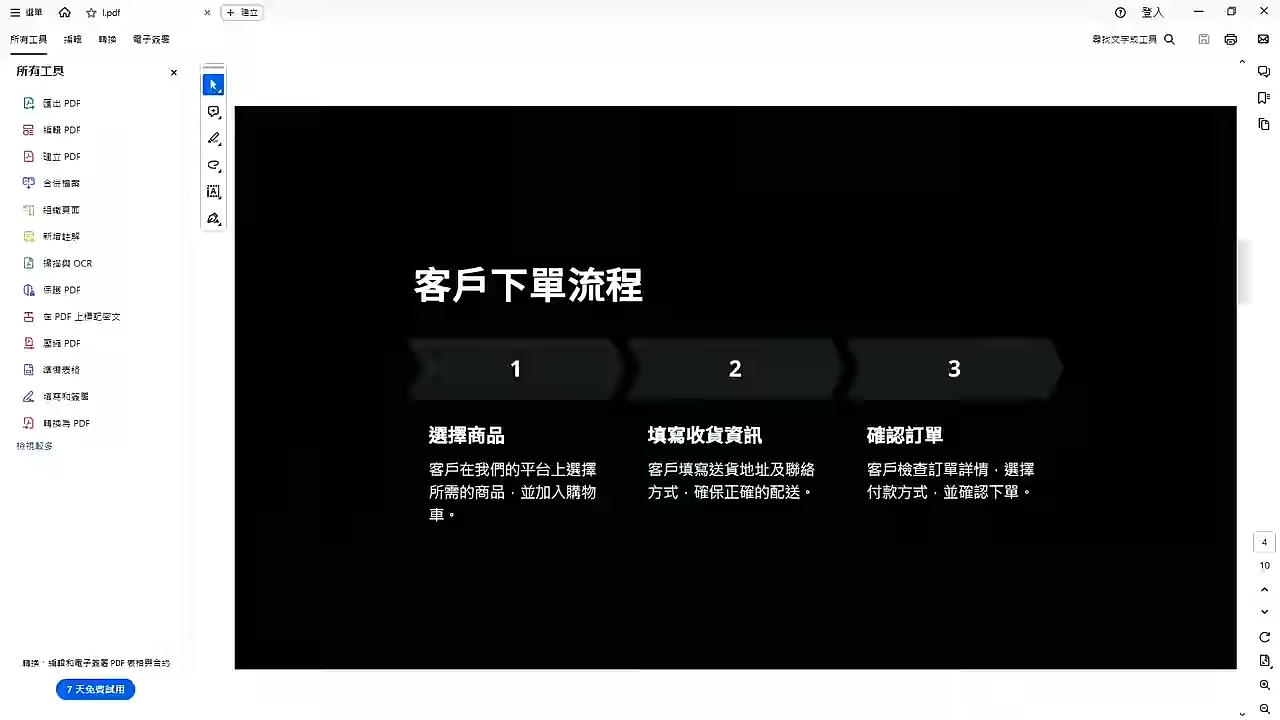 選單
l.pdf
建立
登入
所有工具
編輯
轉換
電子簽署
尋找文字或工具
所有工具
匯出 PDF
編輯 PDF
建立 PDF
合併檔案
組織頁面
新增註解
掃描與 OCR
保護 PDF
在 PDF 上標記密文
壓縮 PDF
準備表格
填寫和簽署
轉換為 PDF
檢視較多
轉換、編輯和電子簽署 PDF 表格與合約
7 天免費試用
客戶下單流程
1
2
3
選擇商品
客戶在我們的平台上選擇
所需的商品，並加入購物
車。
填寫收貨資訊
客戶填寫送貨地址及聯絡
方式，確保正確的配送。
確認訂單
客戶檢查訂單詳情，選擇
付款方式，並確認下單。
4
10